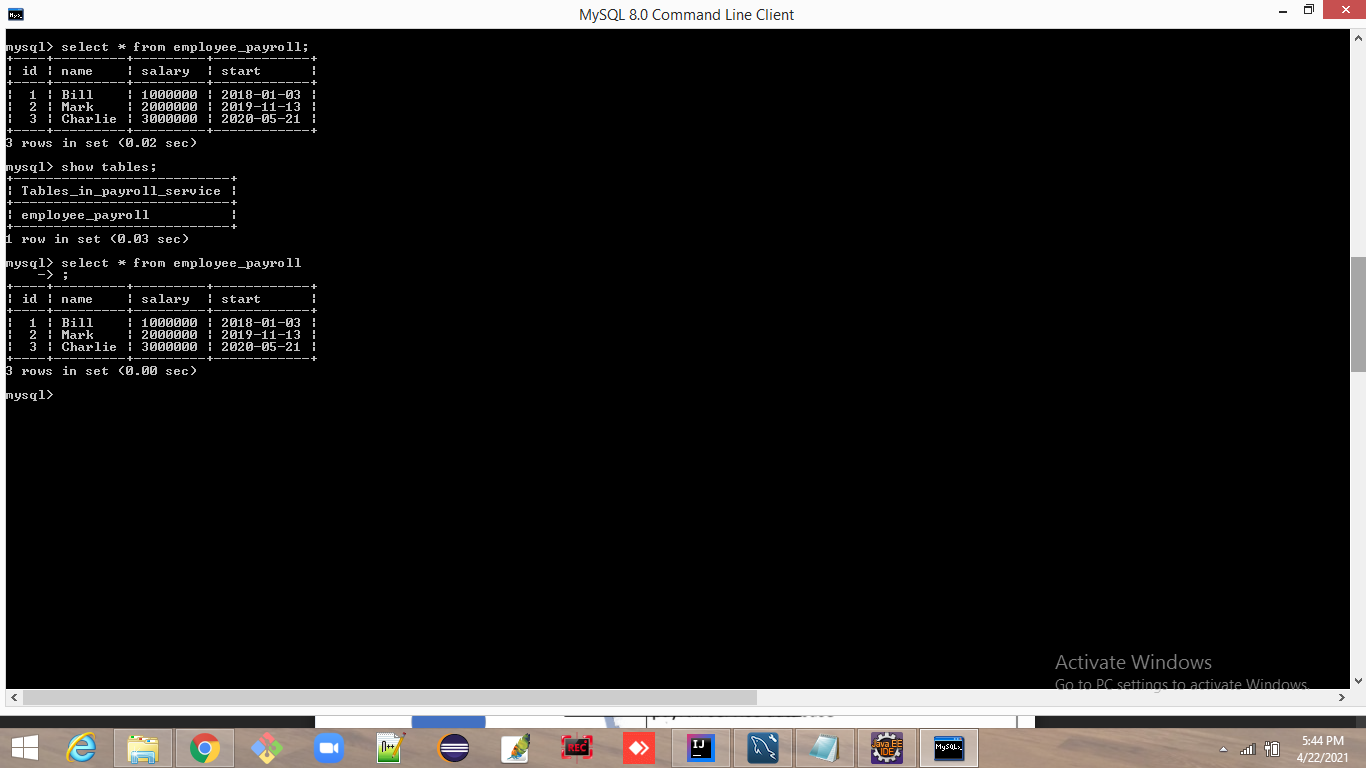 MySQL 8.0 Command Line Client
mysql> select * from employee_payroll;
+----+---------+---------+------------+
| id | name    | salary  | start      |
+----+---------+---------+------------+
|  1 | Bill    | 1000000 | 2018-01-03 |
|  2 | Mark    | 2000000 | 2019-11-13 |
|  3 | Charlie | 3000000 | 2020-05-21 |
+----+---------+---------+------------+
3 rows in set (0.02 sec)
mysql> show tables;
+---------------------------+
| Tables_in_payroll_service |
+---------------------------+
| employee_payroll          |
+---------------------------+
1 row in set (0.03 sec)
mysql> select * from employee_payroll
    -> ;
+----+---------+---------+------------+
| id | name    | salary  | start      |
+----+---------+---------+------------+
|  1 | Bill    | 1000000 | 2018-01-03 |
|  2 | Mark    | 2000000 | 2019-11-13 |
|  3 | Charlie | 3000000 | 2020-05-21 |
+----+---------+---------+------------+
3 rows in set (0.00 sec)
mysql>
Activate Windows
Go to PC settings to activate Windows.
REC
IJ
Java EE
IDE
MySQL>
5:44 PM
4/22/2021